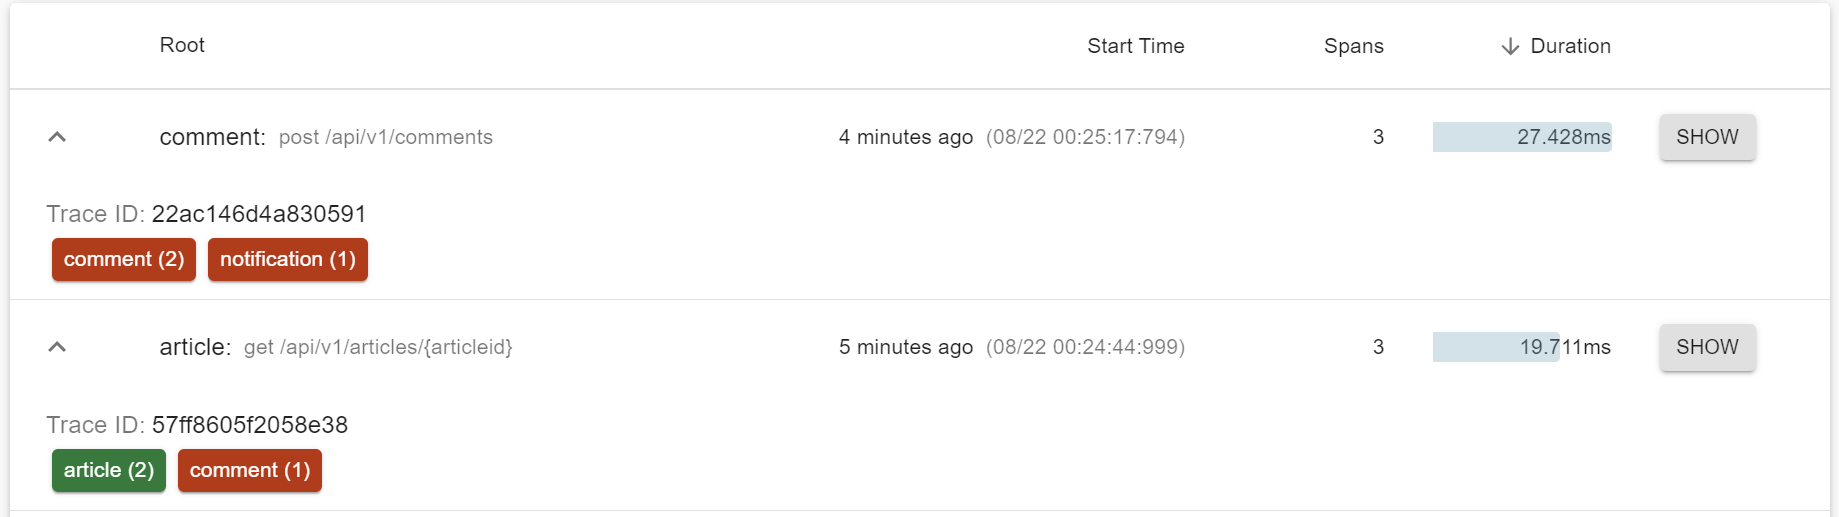 Root Start Time Spans Duration
comment: post /api/v1/comments 4 minutes ago (08/22 00:25:17:794) 3 27.428ms SHOW
Trace ID: 22ac146d4a830591
comment (2) notification (1)
article: get /api/v1/articles/{articleid} 5 minutes ago (08/22 00:24:44:999) 3 19.711ms SHOW
Trace ID: 57ff8605f2058e38
article (2) comment (1)